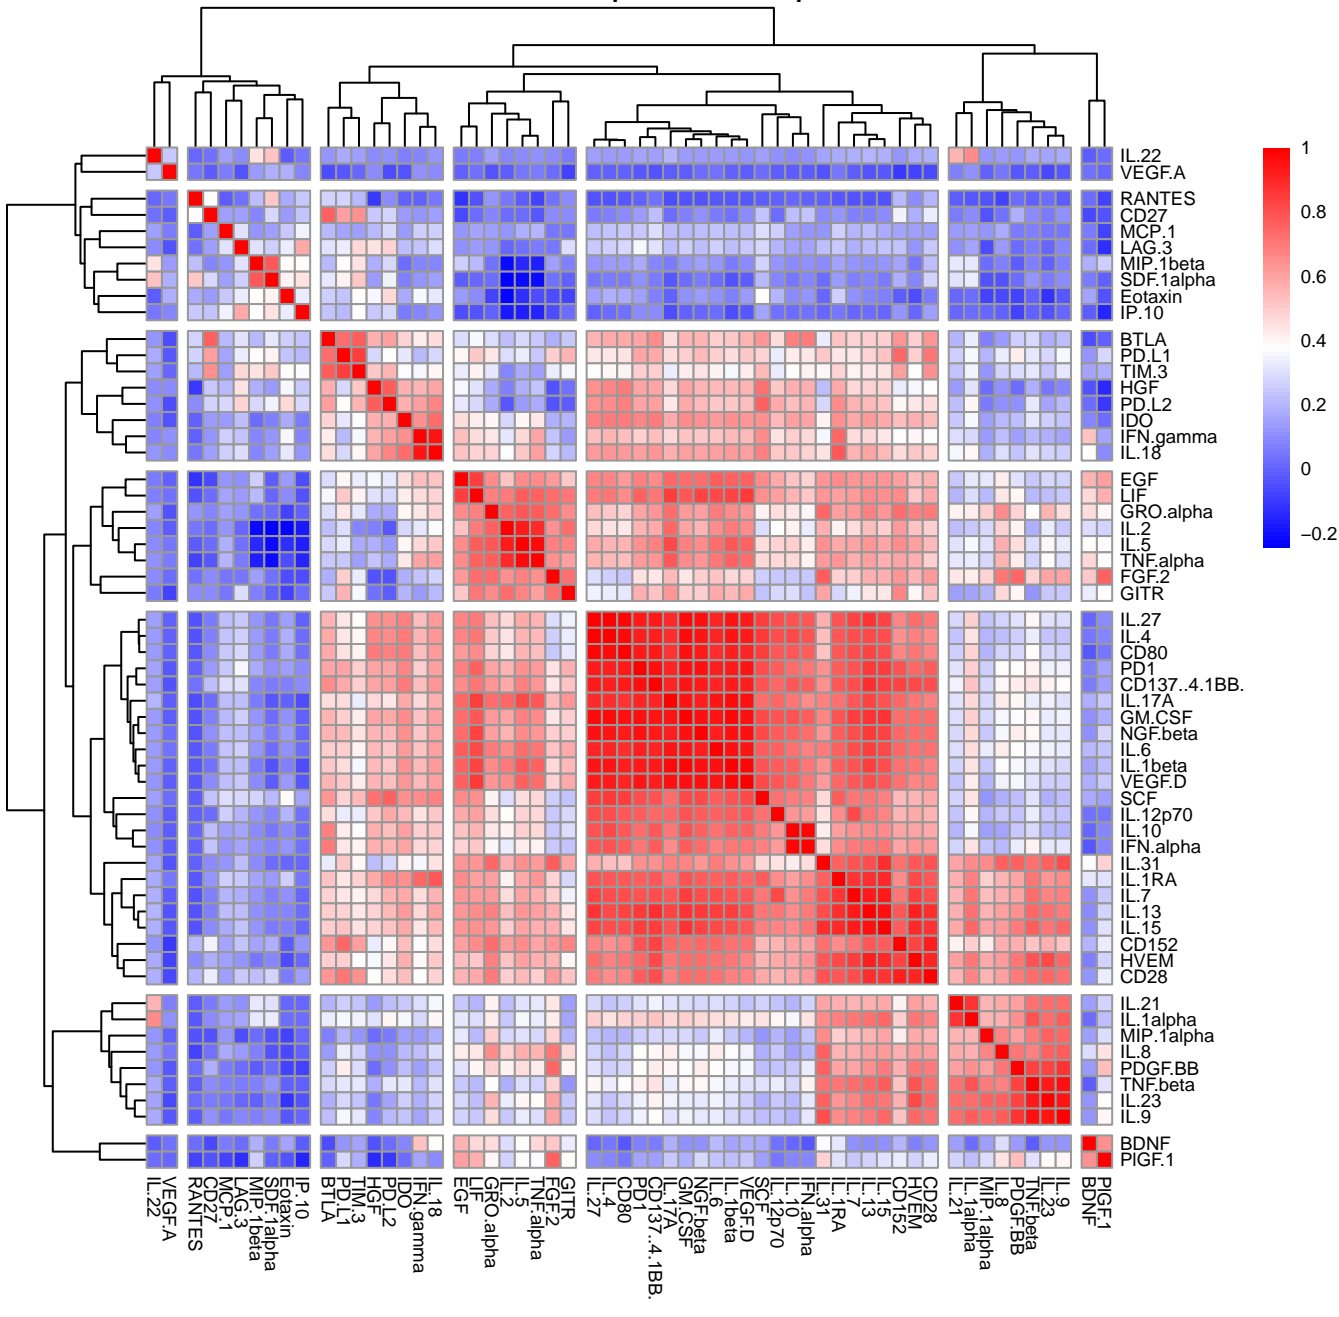 IL.22
VEGF.A
RANTES
CD27
MCP.1
LAG.3
MIP.1beta
SDF.1alpha
Eotaxin
IP.10
BTLA
PD.L1
TIM.3
HGF
PD.L2
IDO
IFN.gamma
IL.18
EGF
LIF
GRO.alpha
IL.2
IL.5
TNF.alpha
FGF.2
GITR
IL.27
IL.4
CD80
PD1
CD137..4.1BB.
IL.17A
GM.CSF
NGF.beta
IL.6
IL.1beta
VEGF.D
SCF
IL.12p70
IL.10
IFN.alpha
IL.31
IL.1RA
IL.7
IL.13
IL.15
CD152
HVEM
CD28
IL.21
IL.1alpha
MIP.1alpha
IL.8
PDGF.BB
TNF.beta
IL.23
IL.9
BDNF
PlGF.1
1
0.8
0.6
0.4
0.2
0
−0.2
IL.22
VEGF.A
RANTES
CD27
MCP.1
LAG.3
MIP.1beta
SDF.1alpha
Eotaxin
IP.10
BTLA
PD.L1
TIM.3
HGF
PD.L2
IDO
IFN.gamma
IL.18
EGF
LIF
GRO.alpha
IL.2
IL.5
TNF.alpha
FGF.2
GITR
IL.27
IL.4
CD80
PD1
CD137..4.1BB.
IL.17A
GM.CSF
NGF.beta
IL.6
IL.1beta
VEGF.D
SCF
IL.12p70
IL.10
IFN.alpha
IL.31
IL.1RA
IL.7
IL.13
IL.15
CD152
HVEM
CD28
IL.21
IL.1alpha
MIP.1alpha
IL.8
PDGF.BB
TNF.beta
IL.23
IL.9
BDNF
PlGF.1